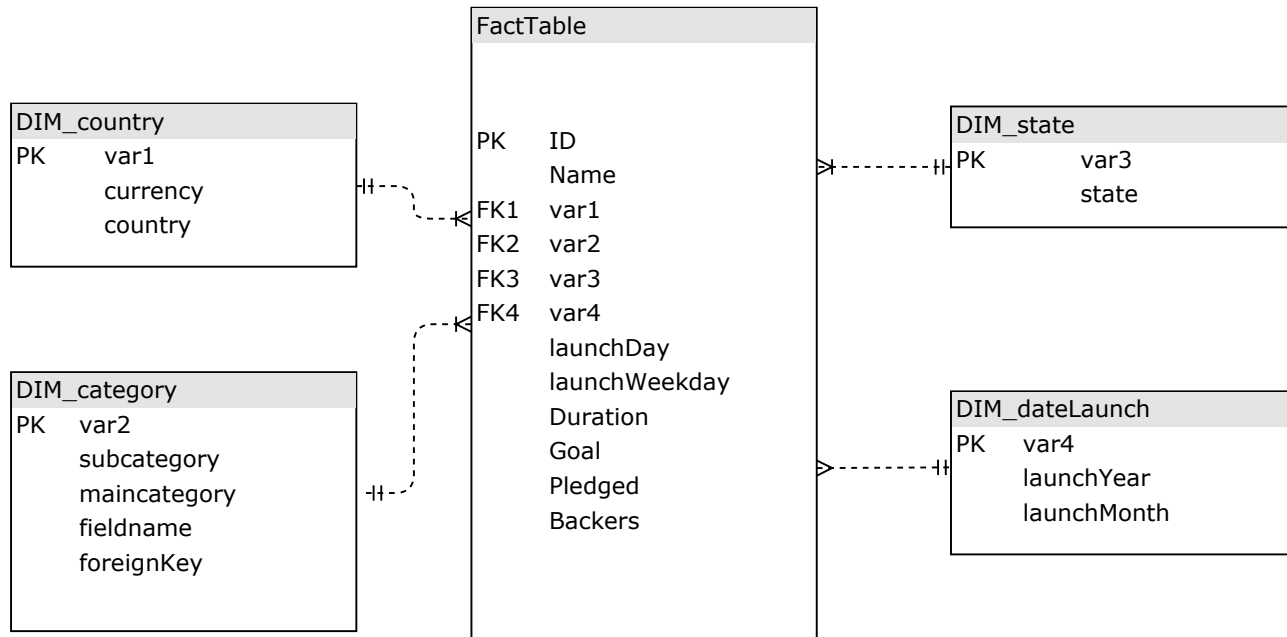 FactTable
PK ID
Name
FK1 var1
FK2 var2
FK3 var3
FK4 var4
launchDay
launchWeekday
Duration
Goal
Pledged
Backers
DIM_country
PK var1
currency
country
DIM_category
PK var2
subcategory
maincategory
fieldname
foreignKey
DIM_state
PK var3
state
DIM_dateLaunch
PK var4
launchYear
launchMonth